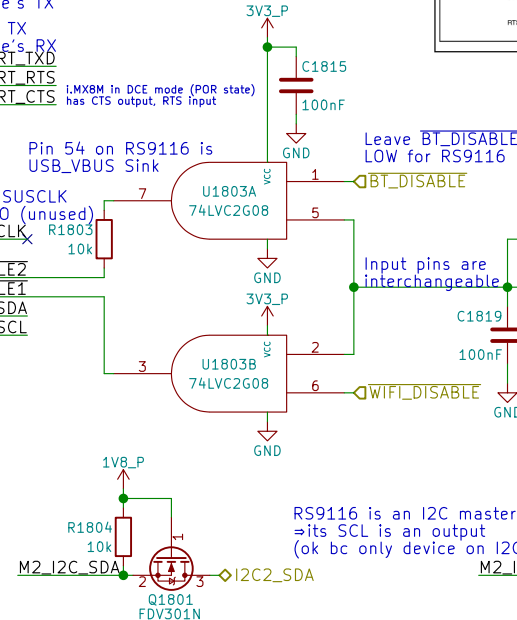 e's TX
3V3_P
TX
e's RX
RT_TXD
RT_RTS
RT_CTS
i.MX8M in DCE mode (POR state)
has CTS output, RTS input
C1815
100nF
GND
Pin 54 on RS9116 is
USB_VBUS Sink
Leave BT_DISABLE
LOW for RS9116
VCC
1
BT_DISABLE
7
U1803A
74LVC2G08
5
SUSCLK
O (unused)
CLK
R1803
10k
GND
LE2
LE1
SDA
SCL
3V3_P
Input pins are
interchangeable
C1819
100nF
GND
VCC
2
3
U1803B
74LVC2G08
6
WIFI_DISABLE
GND
1V8_P
R1804
10k
1
RS9116 is an I2C master
⇒its SCL is an output
(ok bc only device on I2C
M2_I2C_SDA
2
3
I2C2_SDA
M2_I
Q1801
FDV301N